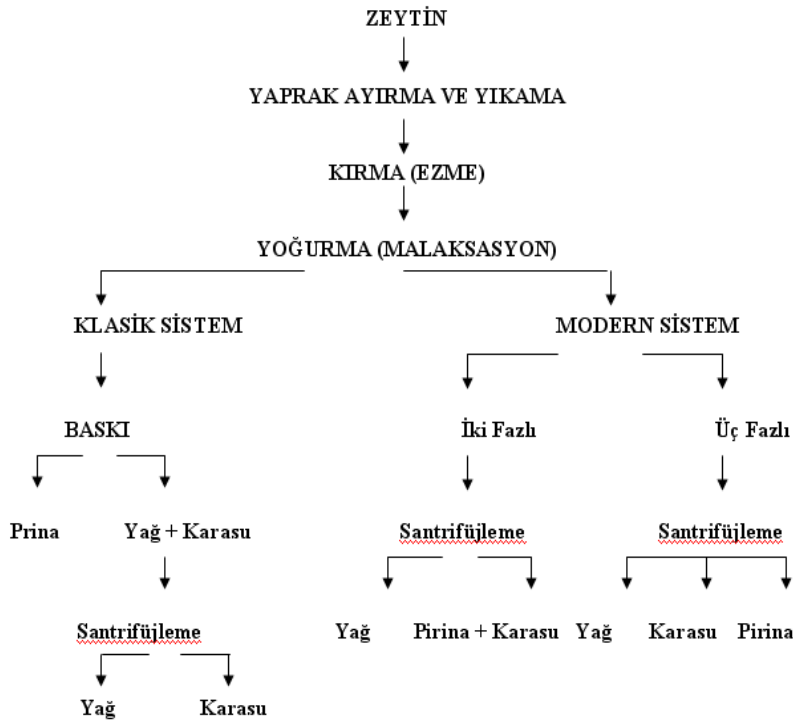 ZEYTİN
YAPRAK AYIRMA VE YIKAMA
KIRMA (EZME)
YOĞURMA (MALAKSASYON)
KLASİK SİSTEM
MODERN SİSTEM
BASKI
İki Fazlı
Üç Fazlı
Prina
Yağ + Karasu
Santrifüjleme
Santrifüjleme
Santrifüjleme
Yağ
Pirina + Karasu
Yağ
Karasu
Pirina
Yağ
Karasu